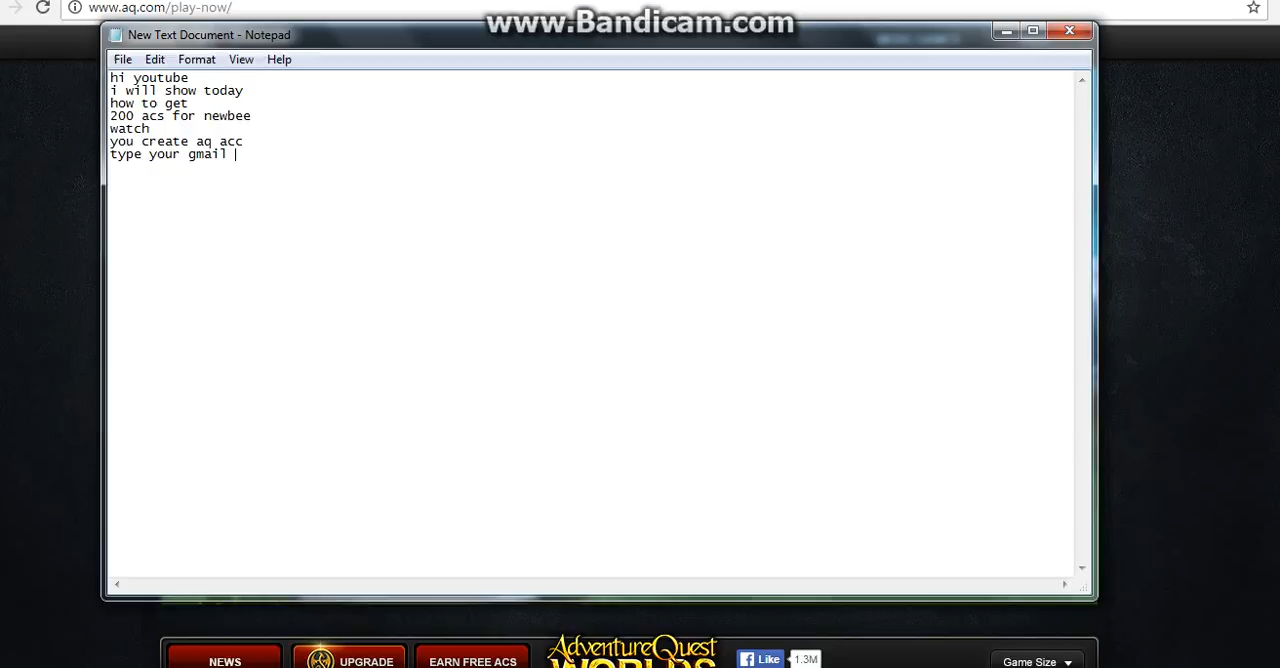 www.aq.com/play-now/
www.Bandicam.com
New Text Document - Notepad
File Edit Format View Help
hi youtube
i will show today
how to get
200 acs for newbee
watch
you create aq acc
type your gmail
NEWS UPGRADE EARN FREE ACS AdventureQuest WORLDS Like 1.3M Game Size